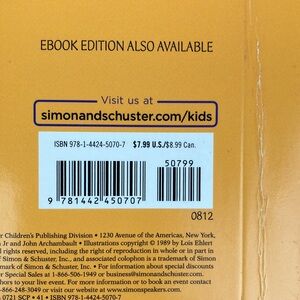 EBOOK EDITION ALSO AVAILABLE
Visit us at
simonandschuster.com/kids
ISBN 978-1-4424-5070-7 $7.99 U.S./$8.99 Can.
50799
9 781442 450707
0812
r Children's Publishing Division • 1230 Avenue of the Americas, New York,
n Jr and John Archambault • Illustrations copyright © 1989 by Lois Ehlert
ll rights reserved, including the right of reproduction in whole or in part in
mark of Simon & Schuster, Inc. and associated colophon is a trademark of Simon
mark of Simon & Schuster, Inc. • For information about special discounts
r Special Sales at 1-866-506-1949 or business@simonandschuster.com.
thors to your live event. For more information or to book an event contact
-866-248-3049 or visit our website at www.simonspeakers.com.
0721 SCP • 41 •